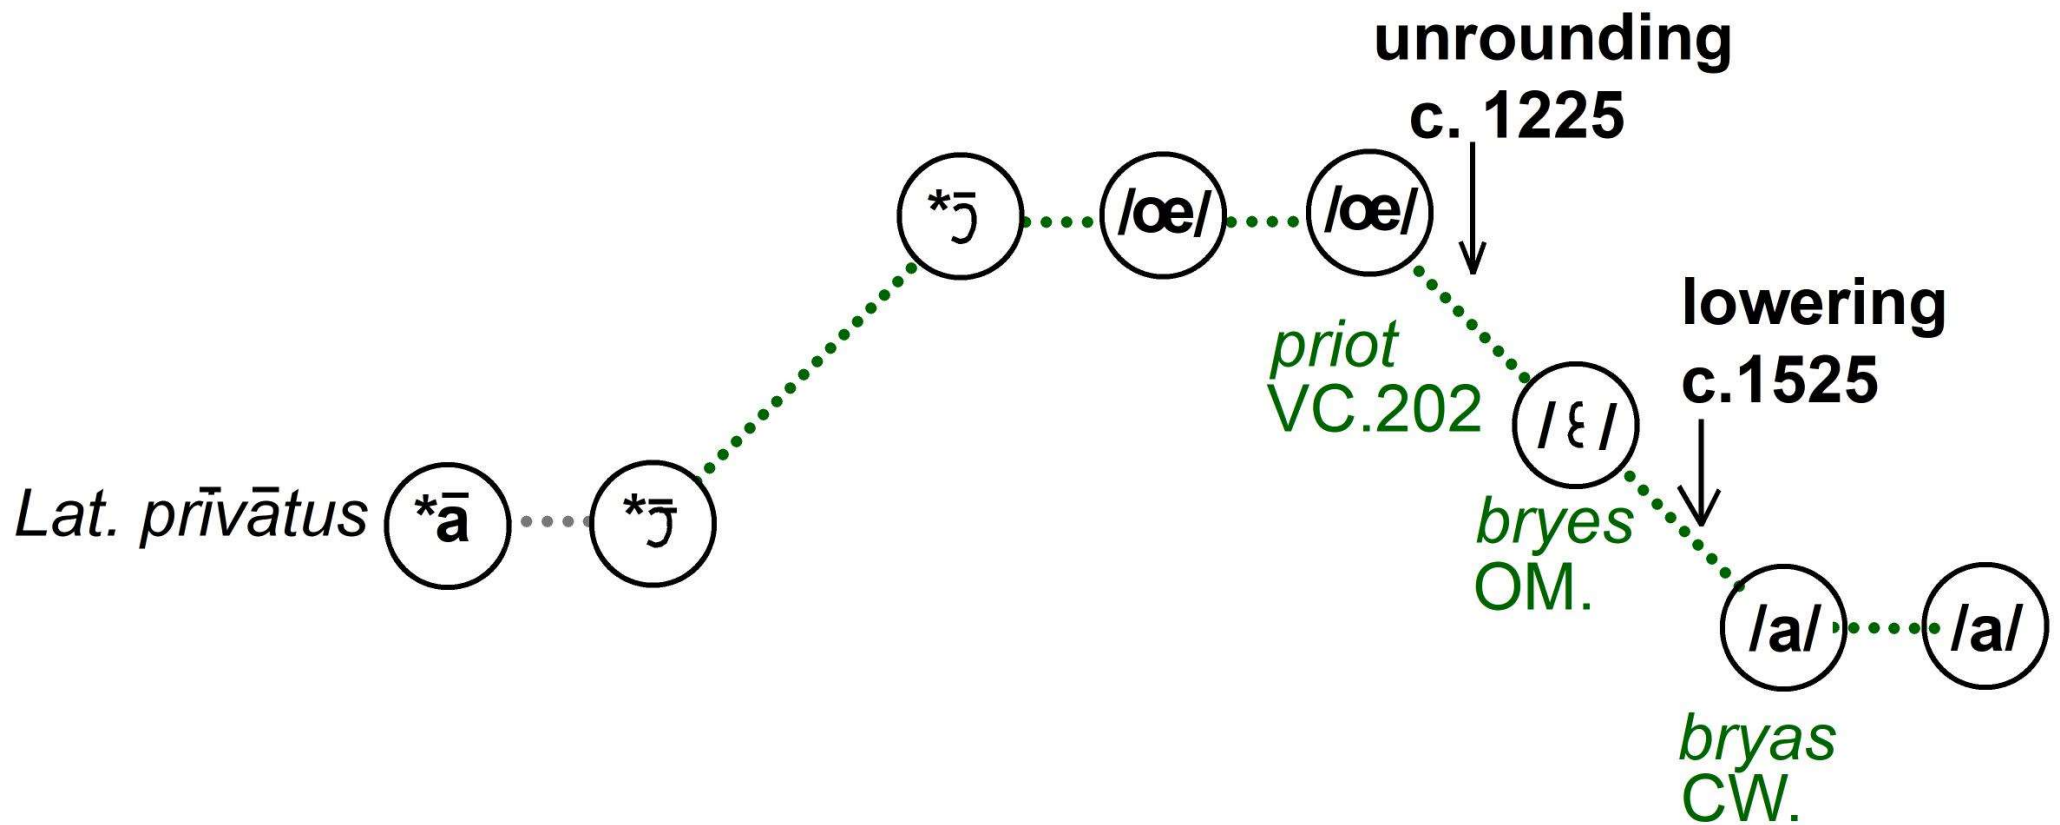 unrounding
c. 1225
*ɔ̄
/œ/
/œ/
lowering
c.1525
priot
VC.202
/ɛ/
Lat. prīvātus
*ā
*ɔ̄
bryes
OM.
/a/
/a/
bryas
CW.